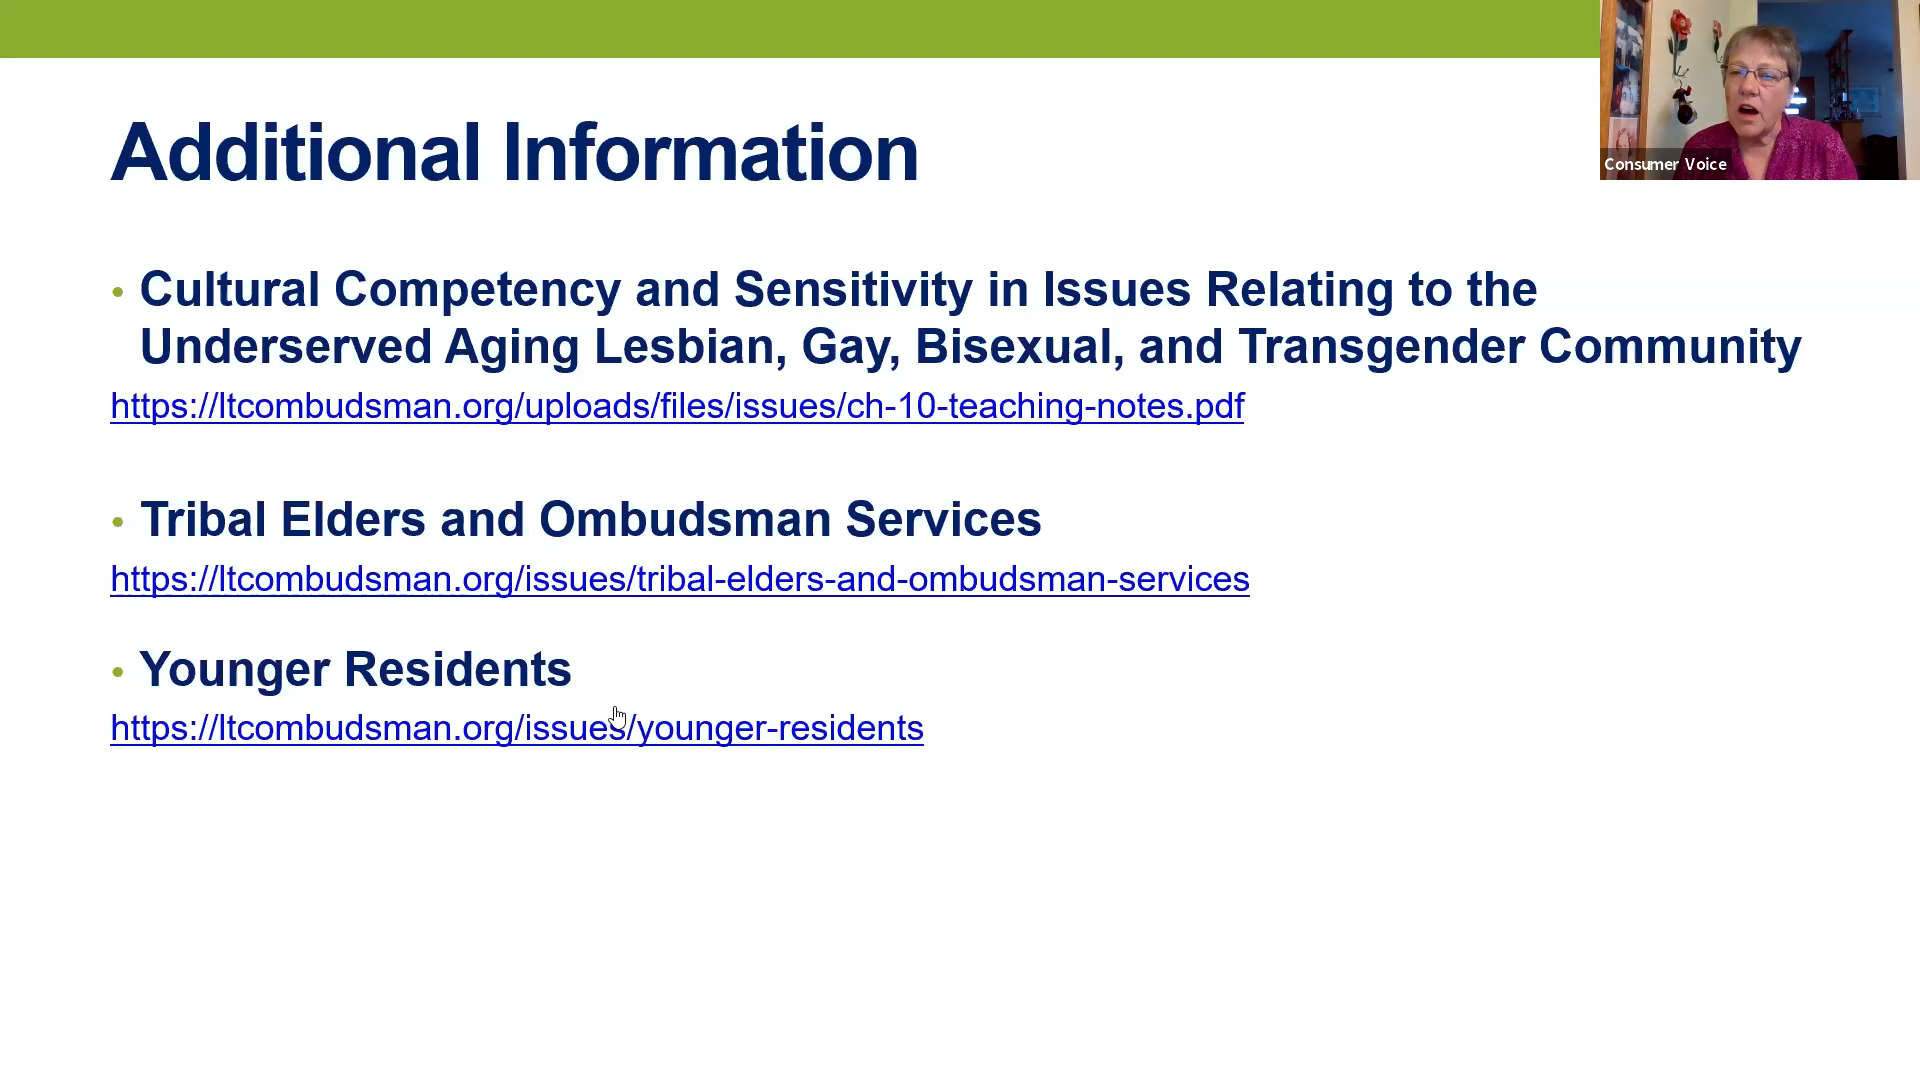 Consumer Voice
Additional Information
• Cultural Competency and Sensitivity in Issues Relating to the
Underserved Aging Lesbian, Gay, Bisexual, and Transgender Community
https://ltcombudsman.org/uploads/files/issues/ch-10-teaching-notes.pdf
• Tribal Elders and Ombudsman Services
https://ltcombudsman.org/issues/tribal-elders-and-ombudsman-services
• Younger Residents
https://ltcombudsman.org/issues/younger-residents